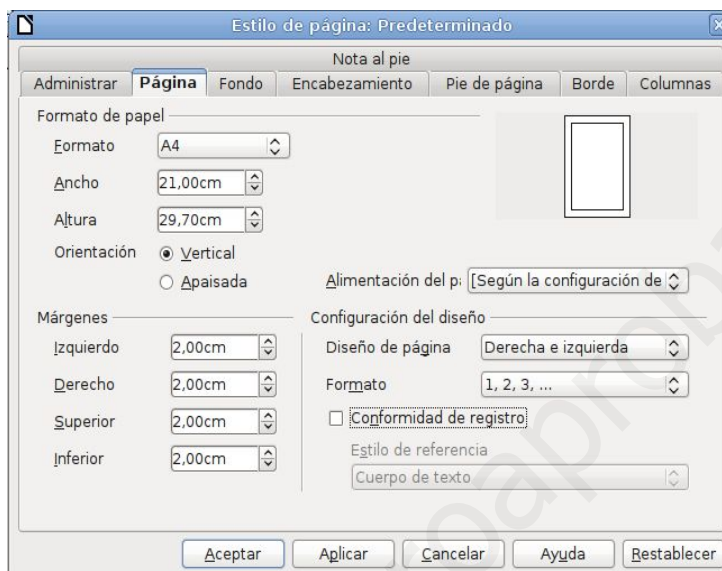 Estilo de página: Predeterminado
Nota al pie
Administrar Página Fondo Encabezamiento Pie de página Borde Columnas
Formato de papel
Formato A4
Ancho 21,00cm
Altura 29,70cm
Orientación Vertical
Apaisada Alimentación del p [Según la configuración de
Márgenes Configuración del diseño
Izquierdo 2,00cm Diseño de página Derecha e izquierda
Derecho 2,00cm Formato 1, 2, 3, ...
Superior 2,00cm Conformidad de registro
Inferior 2,00cm Estilo de referencia
Cuerpo de texto
Aceptar Aplicar Cancelar Ayuda Restablecer